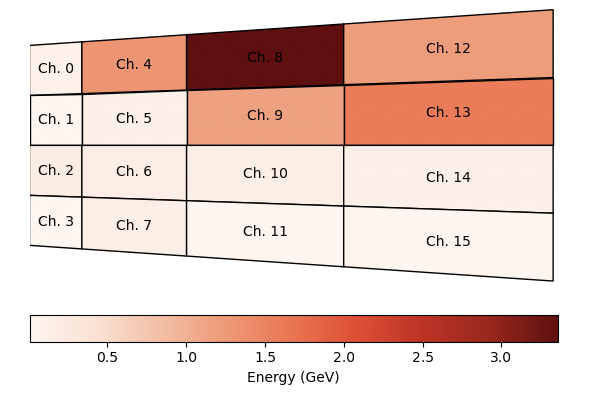 Ch. 0
Ch. 4
Ch. 8
Ch. 12
Ch. 1
Ch. 5
Ch. 9
Ch. 13
Ch. 2
Ch. 6
Ch. 10
Ch. 14
Ch. 3
Ch. 7
Ch. 11
Ch. 15
0.5 1.0 1.5 2.0 2.5 3.0
Energy (GeV)